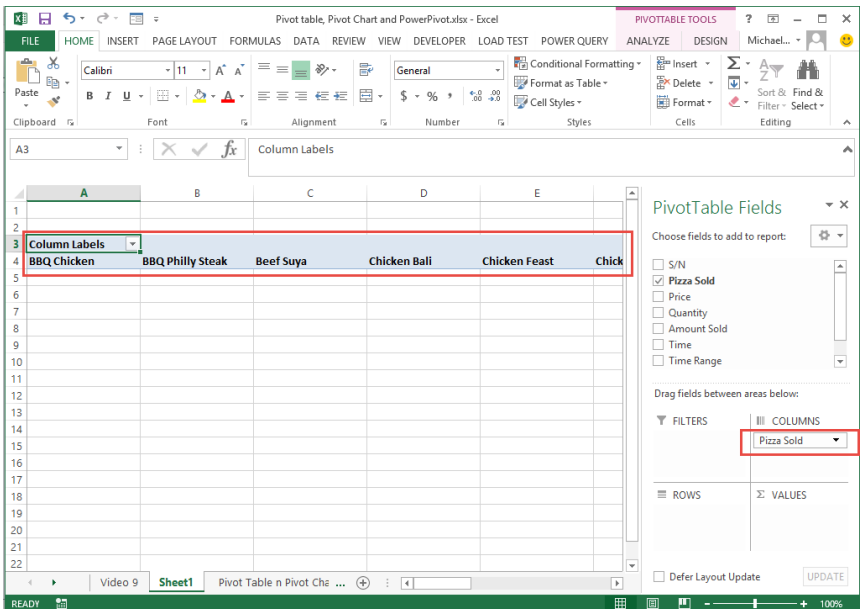 Pivot table, Pivot Chart and PowerPivot.xlsx - Excel
PIVOTTABLE TOOLS
?
FILE HOME INSERT PAGE LAYOUT FORMULAS DATA REVIEW VIEW DEVELOPER LOAD TEST POWER QUERY ANALYZE DESIGN Michael...
Paste
Calibri 11 A A
B I U A
General
$ % , .00 .0
Conditional Formatting
Format as Table
Cell Styles
Insert
Delete
Format
Σ
Sort & Filter
Find & Select
Clipboard Font Alignment Number Styles Cells Editing
A3 fx Column Labels
A B C D E
1
2
3 Column Labels
4 BBQ Chicken BBQ Philly Steak Beef Suya Chicken Bali Chicken Feast Chick
5
6
7
8
9
10
11
12
13
14
15
16
17
18
19
20
21
22
PivotTable Fields
Choose fields to add to report:
S/N
Pizza Sold
Price
Quantity
Amount Sold
Time
Time Range
Drag fields between areas below:
FILTERS
COLUMNS
Pizza Sold
ROWS
Σ VALUES
Defer Layout Update UPDATE
Video 9 Sheet1 Pivot Table n Pivot Cha ...
READY 100%